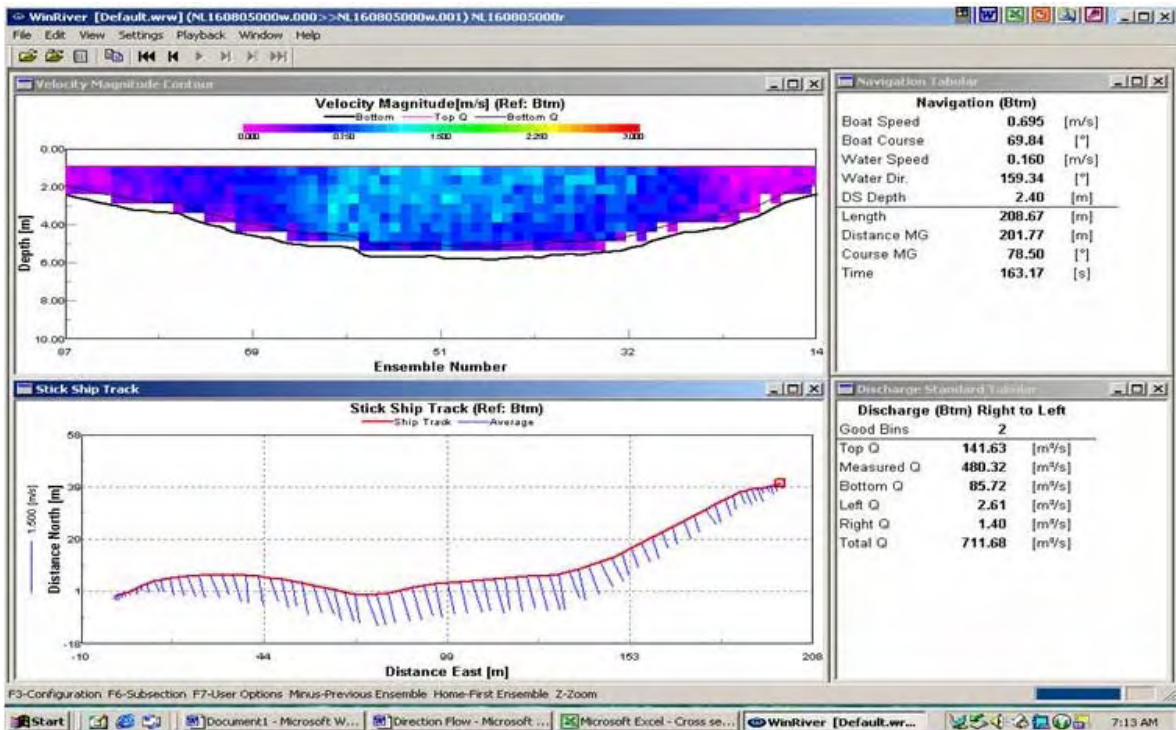 WinRiver [Default.wrw] (NL160805000w.000>>NL160805000w.001) NL160805000r
File Edit View Settings Playback Window Help
Velocity Magnitude Contour
Velocity Magnitude[m/s] (Ref: Btm)
Bottom Top Q Bottom Q
0.000 0.750 1.500 2.250 3.000
Depth [m]
0.00
2.00
4.00
6.00
8.00
10.00
87 69 51 32 14
Ensemble Number
Navigation Tabular
Navigation (Btm)
Boat Speed 0.695 [m/s]
Boat Course 69.84 [°]
Water Speed 0.160 [m/s]
Water Dir. 159.34 [°]
DS Depth 2.40 [m]
Length 208.67 [m]
Distance MG 201.77 [m]
Course MG 78.50 [°]
Time 163.17 [s]
Stick Ship Track
Stick Ship Track (Ref: Btm)
Ship Track Average
1.500 [m/s]
Distance North [m]
58
39
20
1
-18
-10 44 99 153 208
Distance East [m]
Discharge Standard Tabular
Discharge (Btm) Right to Left
Good Bins 2
Top Q 141.63 [m³/s]
Measured Q 480.32 [m³/s]
Bottom Q 85.72 [m³/s]
Left Q 2.61 [m³/s]
Right Q 1.40 [m³/s]
Total Q 711.68 [m³/s]
F3-Configuration F6-Subsection F7-User Options Minus-Previous Ensemble Home-First Ensemble Z-Zoom
Start Document1 - Microsoft W... Direction Flow - Microsoft ... Microsoft Excel - Cross se... WinRiver [Default.wr... 7:13 AM